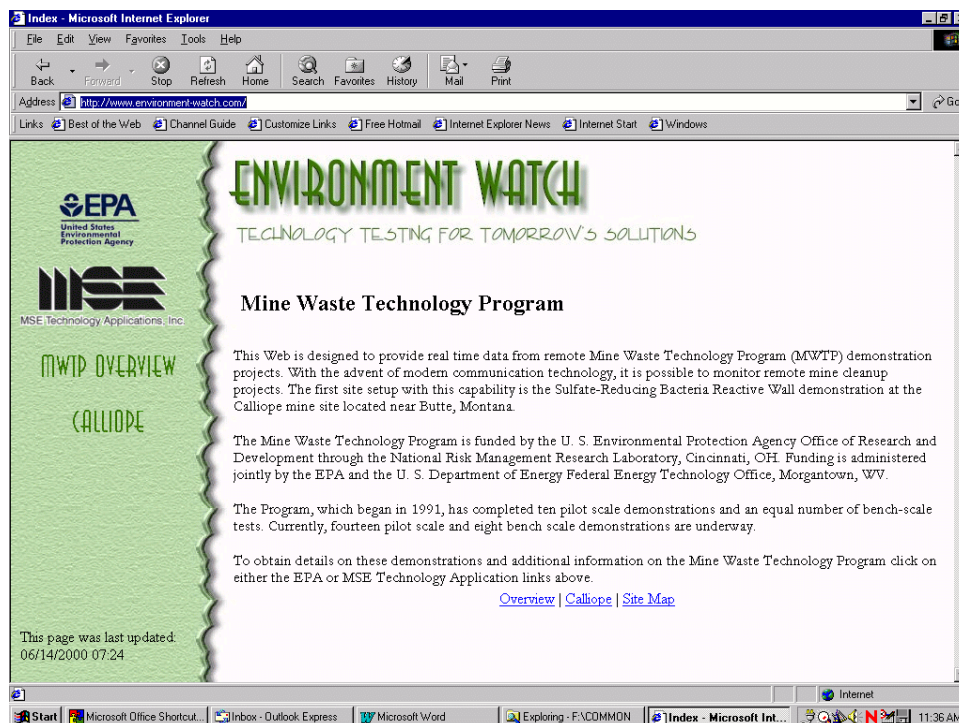 Index - Microsoft Internet Explorer
File Edit View Favorites Tools Help
Back Forward Stop Refresh Home Search Favorites History Mail Print
Address http://www.environment-watch.com/ Go
Links Best of the Web Channel Guide Customize Links Free Hotmail Internet Explorer News Internet Start Windows
EPA
United States
Environmental
Protection Agency
MSE
MSE Technology Applications, Inc.
MWTP OVERVIEW
CALLIOPE
This page was last updated:
06/14/2000 07:24
ENVIRONMENT WATCH
TECHNOLOGY TESTING FOR TOMORROW'S SOLUTIONS
Mine Waste Technology Program
This Web is designed to provide real time data from remote Mine Waste Technology Program (MWTP) demonstration
projects. With the advent of modern communication technology, it is possible to monitor remote mine cleanup
projects. The first site setup with this capability is the Sulfate-Reducing Bacteria Reactive Wall demonstration at the
Calliope mine site located near Butte, Montana.
The Mine Waste Technology Program is funded by the U. S. Environmental Protection Agency Office of Research and
Development through the National Risk Management Research Laboratory, Cincinnati, OH. Funding is administered
jointly by the EPA and the U. S. Department of Energy Federal Energy Technology Office, Morgantown, WV.
The Program, which began in 1991, has completed ten pilot scale demonstrations and an equal number of bench-scale
tests. Currently, fourteen pilot scale and eight bench scale demonstrations are underway.
To obtain details on these demonstrations and additional information on the Mine Waste Technology Program click on
either the EPA or MSE Technology Application links above.
Overview | Calliope | Site Map
Internet
Start Microsoft Office Shortcut... Inbox - Outlook Express Microsoft Word Exploring - F:\COMMON Index - Microsoft Int... 11:36 AM